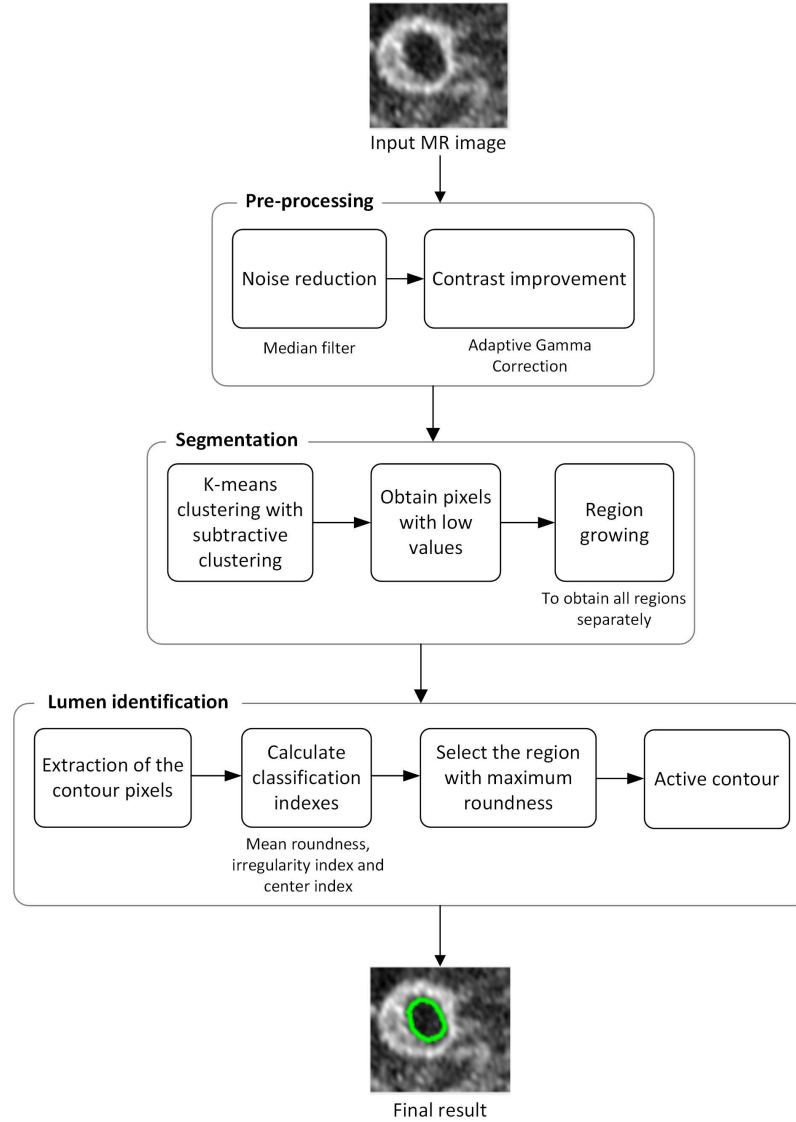 Input MR image
Pre-processing
Noise reduction
Median filter
Contrast improvement
Adaptive Gamma
Correction
Segmentation
K-means
clustering with
subtractive
clustering
Obtain pixels
with low
values
Region
growing
To obtain all regions
separately
Lumen identification
Extraction of the
contour pixels
Calculate
classification
indexes
Mean roundness,
irregularity index and
center index
Select the region
with maximum
roundness
Active contour
Final result